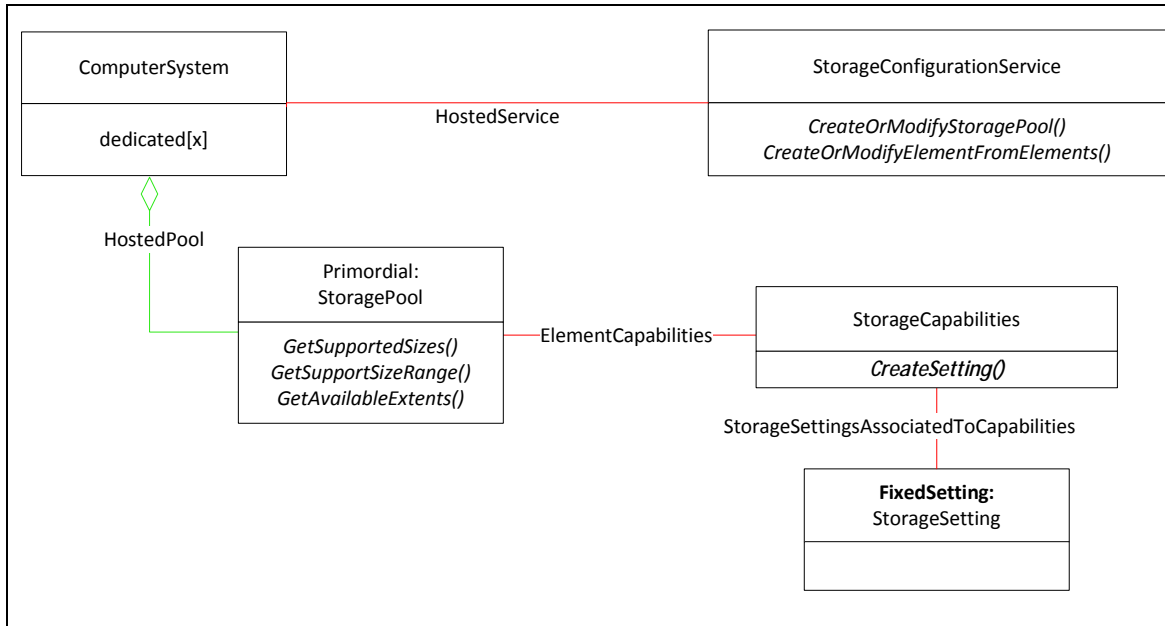 ComputerSystem
dedicated[x]
HostedService
StorageConfigurationService
CreateOrModifyStoragePool()
CreateOrModifyElementFromElements()
HostedPool
Primordial:
StoragePool
GetSupportedSizes()
GetSupportSizeRange()
GetAvailableExtents()
ElementCapabilities
StorageCapabilities
CreateSetting()
StorageSettingsAssociatedToCapabilities
FixedSetting:
StorageSetting